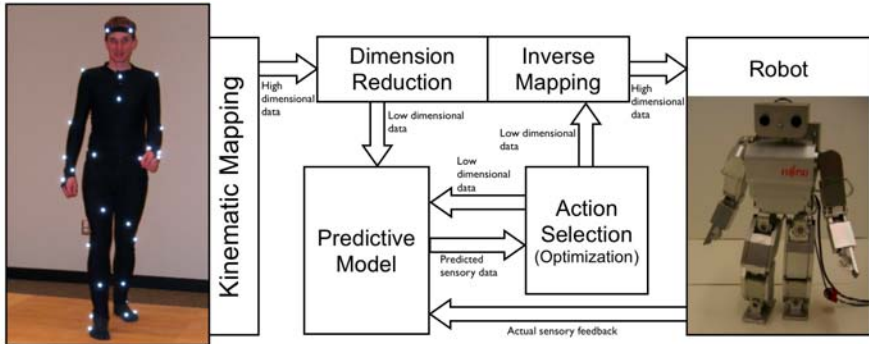 Kinematic Mapping
High
dimensional
data
Dimension
Reduction
Inverse
Mapping
High
dimensional
data
Robot
Low dimensional
data
Low dimensional
data
Low
dimensional
data
Predictive
Model
Predicted
sensory data
Action
Selection
(Optimization)
Actual sensory feedback
FUJITSU